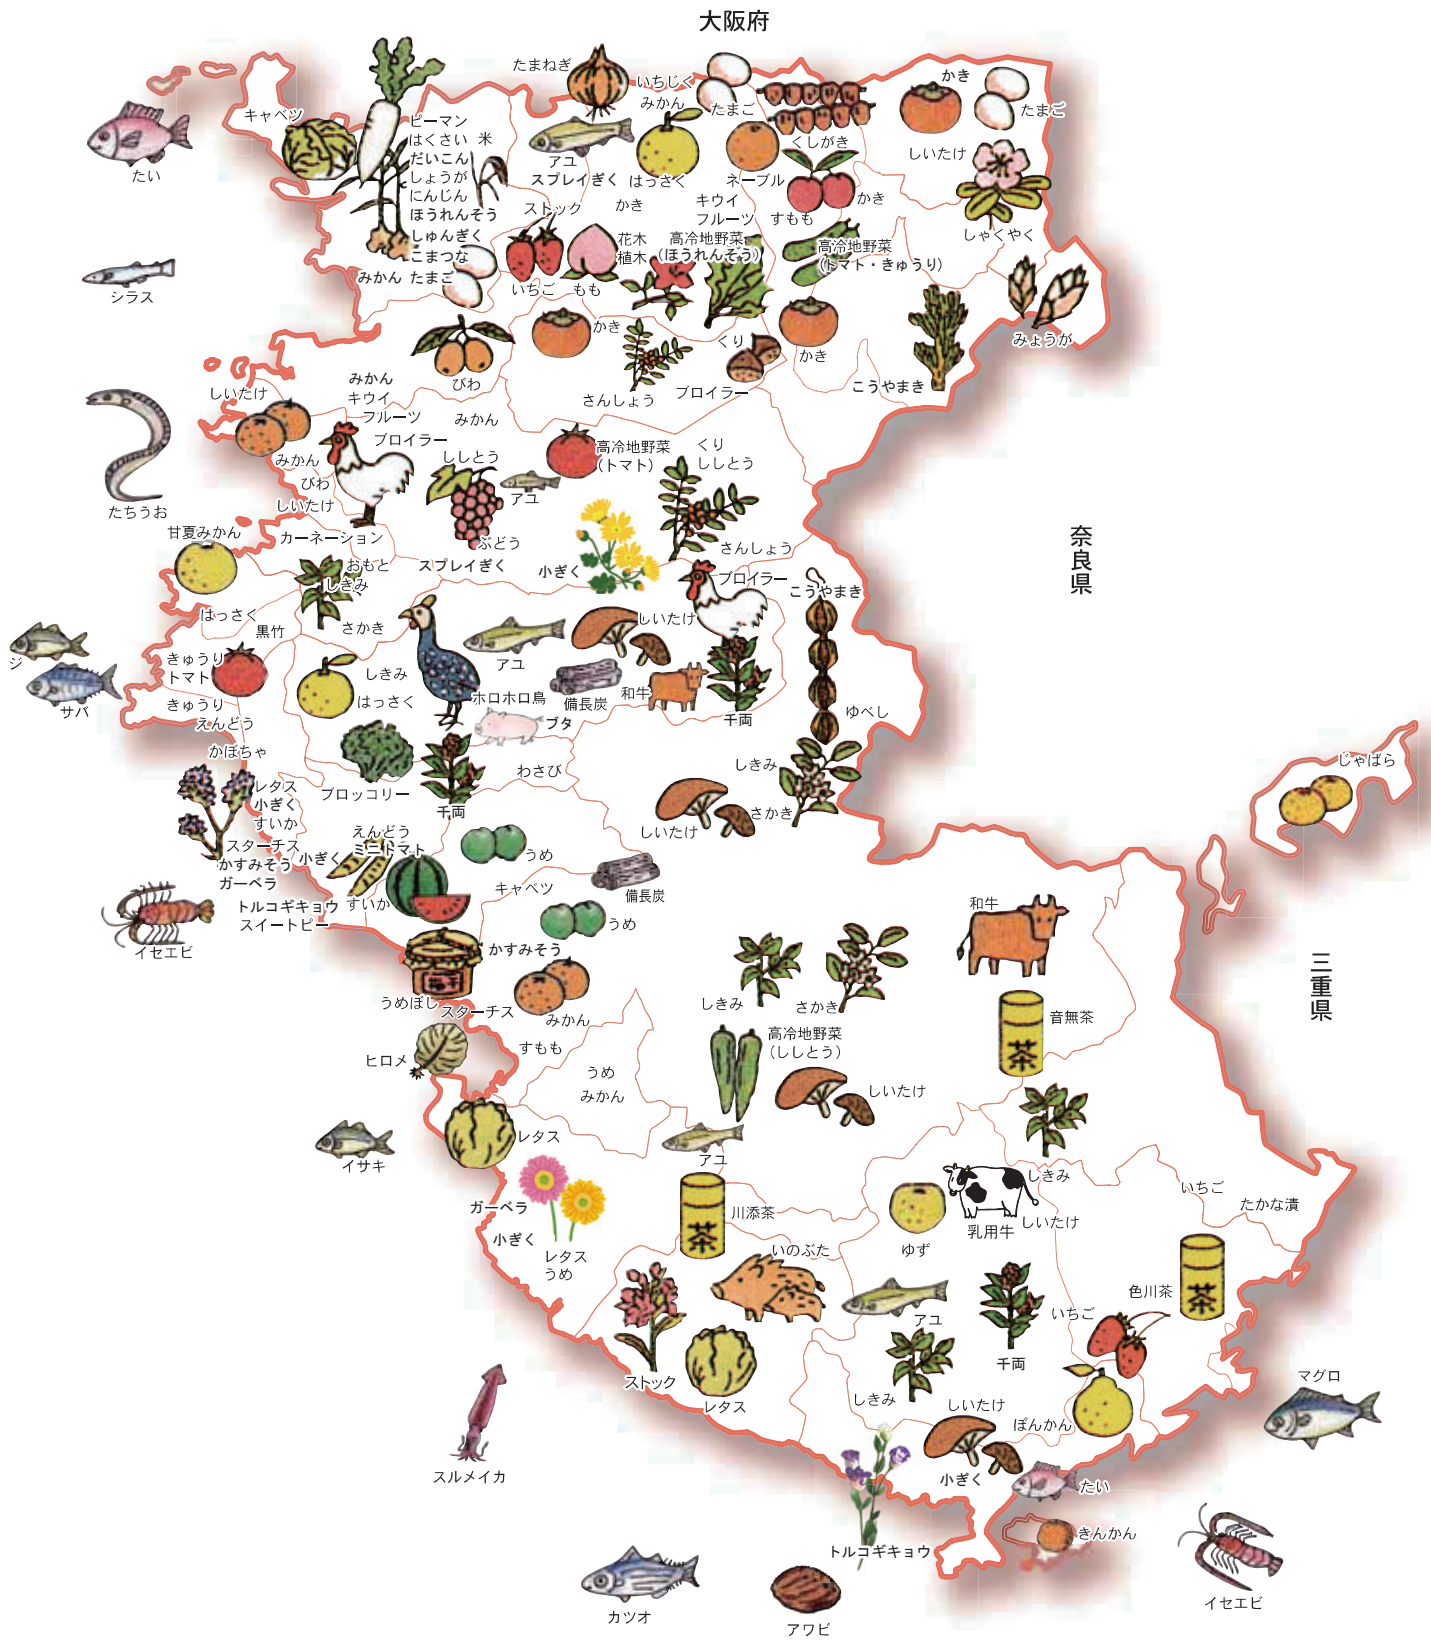 大阪府
たまねぎ
いちじく
みかん
たまご
かき
たまご
キャベツ
ピーマン
はくさい 米
だいこん
しょうが
にんじん
ほうれんそう
しゅんぎく
こまつな
みかん たまご
たい
アユ
スプレイぎく
はっさく
くしがき
ネーブル
しいたけ
ストック
かき
キウイ
フルーツ
すもも
かき
しゃくやく
花木
植木
高冷地野菜
(ほうれんそう)
高冷地野菜
(トマト・きゅうり)
いちご
もも
シラス
みょうが
かき
くり
かき
びわ
さんしょう
ブロイラー
こうやまき
しいたけ
みかん
キウイ
フルーツ
みかん
ブロイラー
みかん
びわ
しいたけ
ししとう
高冷地野菜
(トマト)
くり
ししとう
アユ
たちうお
甘夏みかん
カーネーション
ぶどう
さんしょう
奈良県
おもと
しきみ
スプレイぎく
小ぎく
ブロイラー
こうやまき
はっさく
黒竹
さかき
しいたけ
アユ
ジ
きゅうり
トマト
しきみ
はっさく
ホロホロ鳥
備長炭
和牛
サバ
きゅうり
えんどう
ブタ
千両
ゆべし
かぼちゃ
わさび
しきみ
じゃばら
レタス
小ぎく
すいか
ブロッコリー
千両
しいたけ
さかき
スターチス
かすみそう
ガーベラ
小ぎく
えんどう
ミニトマト
うめ
トルコギキョウ
スイートピー
すいか
キャベツ
備長炭
和牛
うめ
イセエビ
かすみそう
三重県
うめぼし
スターチス
みかん
しきみ
さかき
音無茶
ヒロメ
すもも
高冷地野菜
(ししとう)
うめ
みかん
しいたけ
レタス
イサキ
アユ
しきみ
いちご
たかな漬
ガーベラ
小ぎく
川添茶
しいたけ
乳用牛
ゆず
レタス
うめ
いのぶた
色川茶
アユ
いちご
千両
ストック
レタス
しきみ
しいたけ
ぽんかん
マグロ
スルメイカ
小ぎく
たい
きんかん
トルコギキョウ
カツオ
アワビ
イセエビ